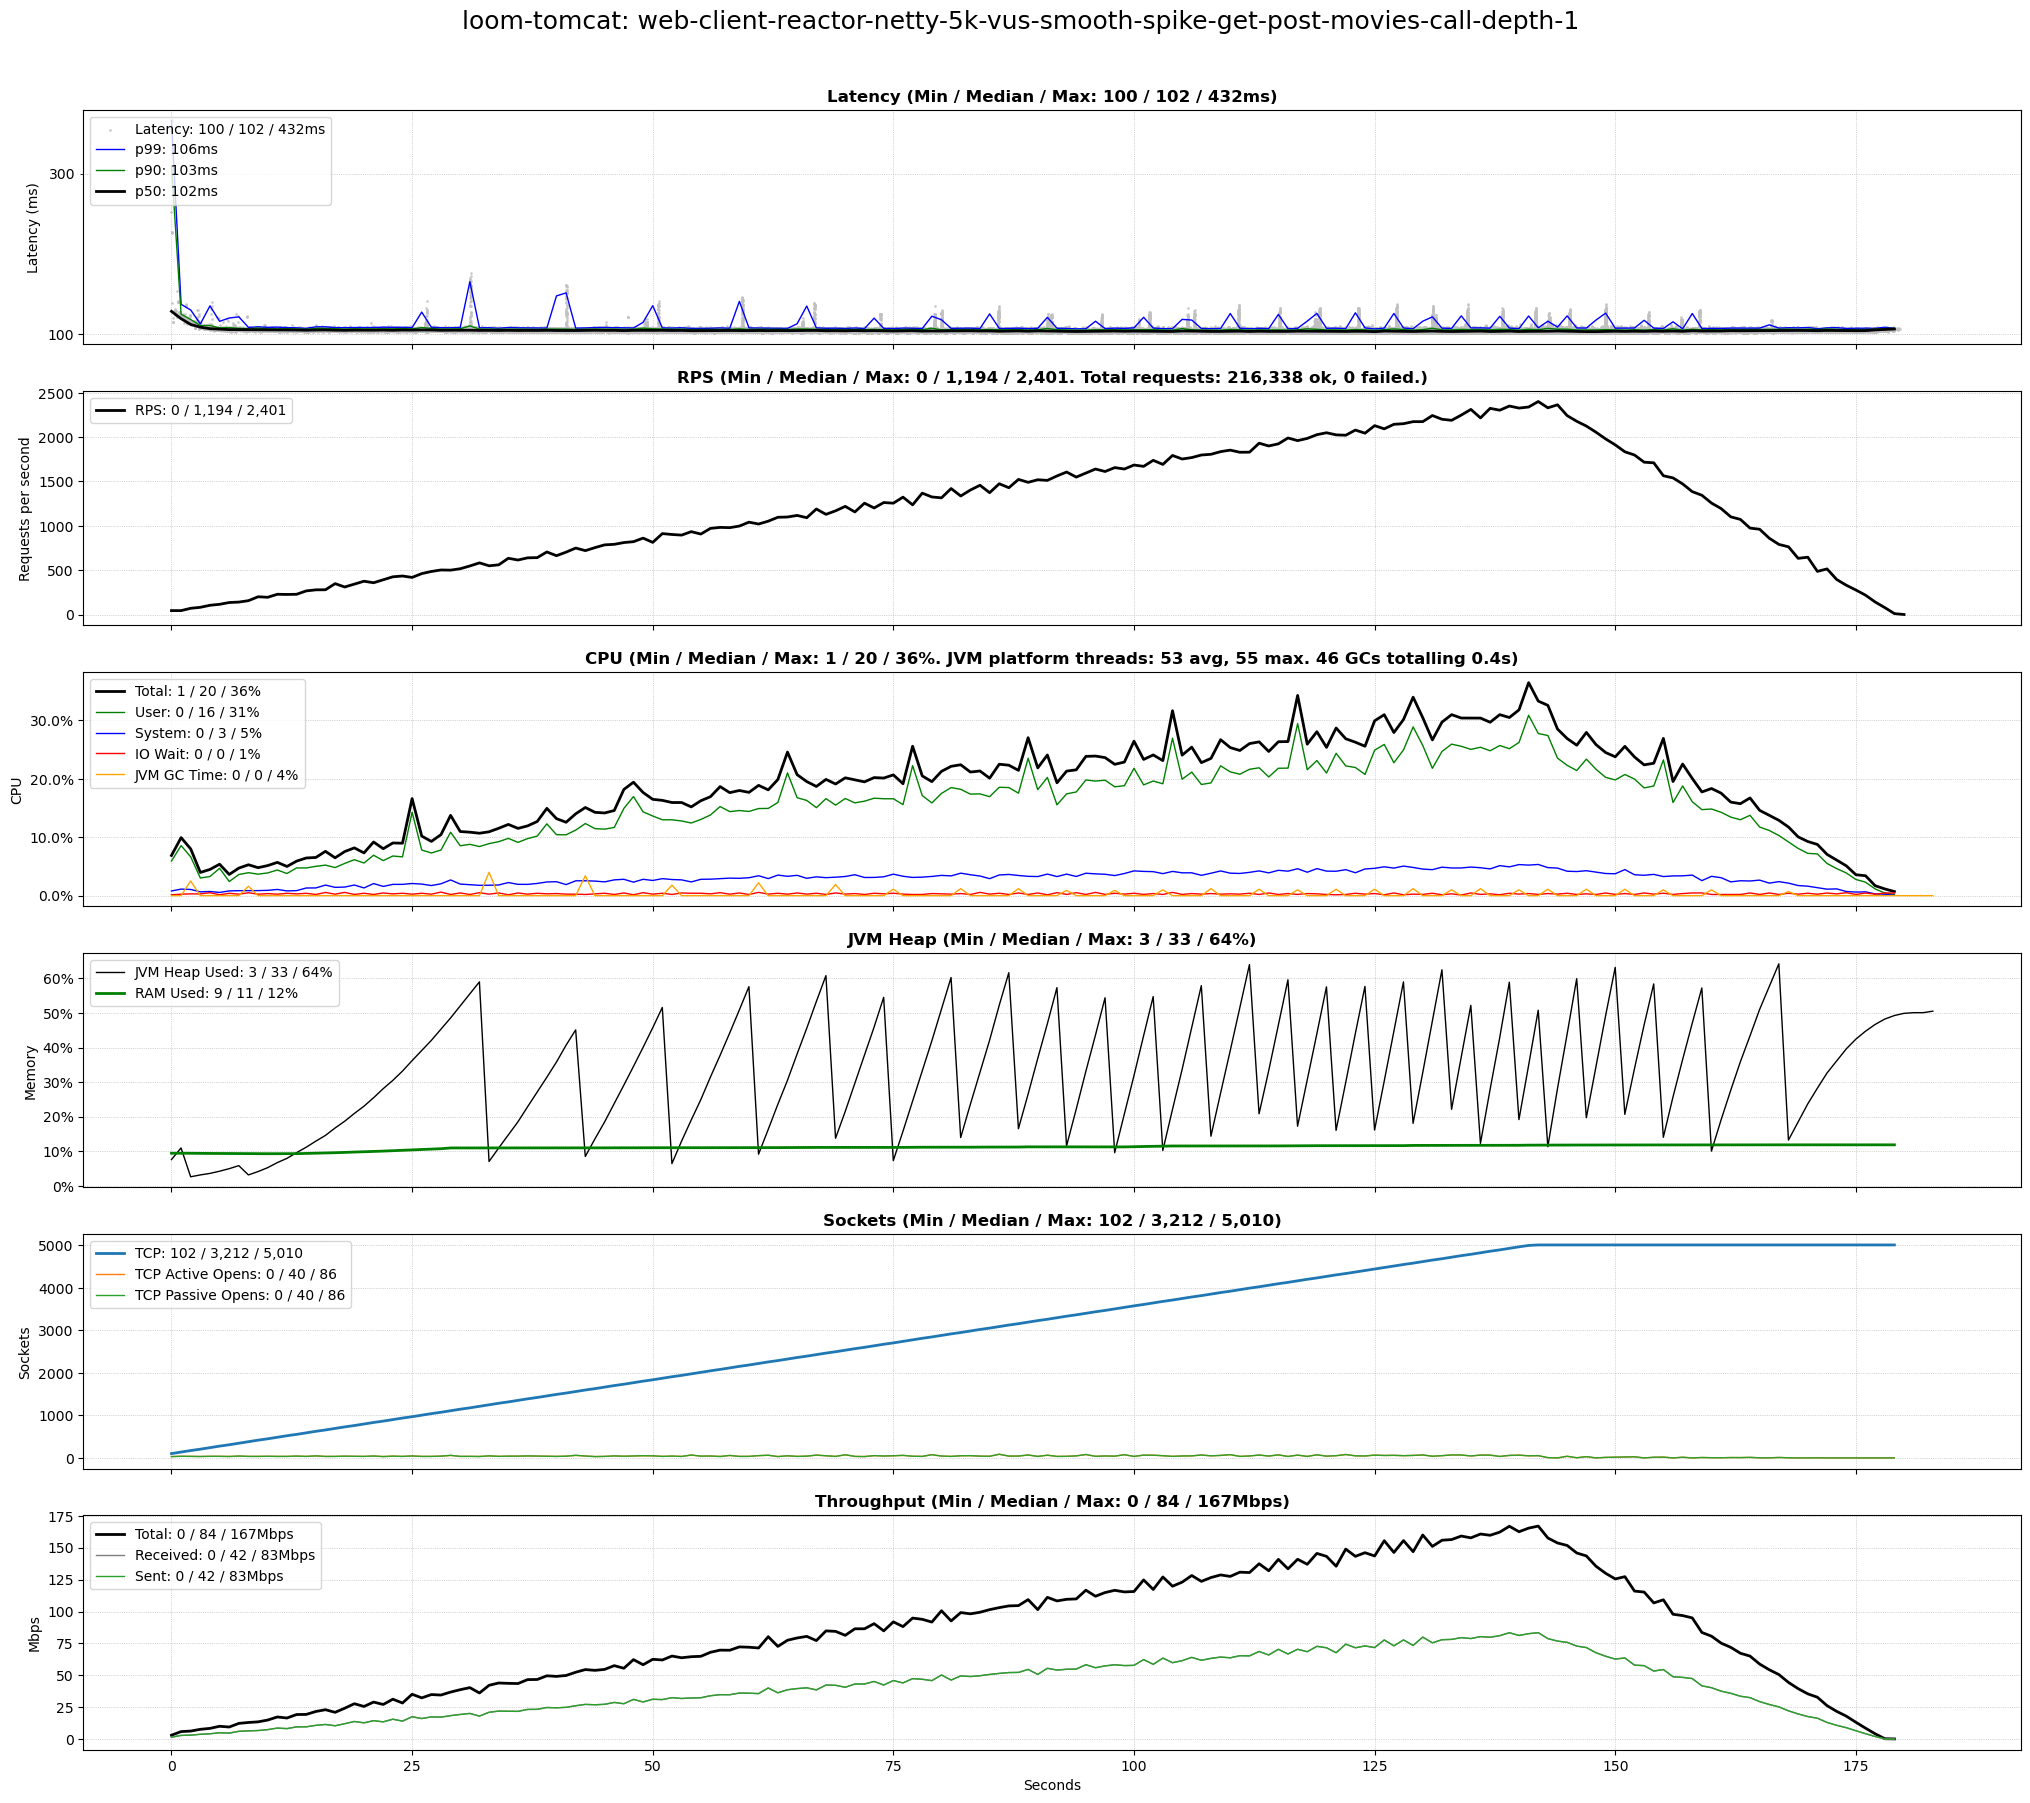 loom-tomcat: web-client-reactor-netty-5k-vus-smooth-spike-get-post-movies-call-depth-1
Latency (Min / Median / Max: 100 / 102 / 432ms)
Latency: 100 / 102 / 432ms
p99: 106ms
p90: 103ms
p50: 102ms
Latency (ms)
300
100
RPS (Min / Median / Max: 0 / 1,194 / 2,401. Total requests: 216,338 ok, 0 failed.)
RPS: 0 / 1,194 / 2,401
Requests per second
2500
2000
1500
1000
500
0
CPU (Min / Median / Max: 1 / 20 / 36%. JVM platform threads: 53 avg, 55 max. 46 GCs totalling 0.4s)
Total: 1 / 20 / 36%
User: 0 / 16 / 31%
System: 0 / 3 / 5%
IO Wait: 0 / 0 / 1%
JVM GC Time: 0 / 0 / 4%
CPU
30.0%
20.0%
10.0%
0.0%
JVM Heap (Min / Median / Max: 3 / 33 / 64%)
JVM Heap Used: 3 / 33 / 64%
RAM Used: 9 / 11 / 12%
Memory
60%
50%
40%
30%
20%
10%
0%
Sockets (Min / Median / Max: 102 / 3,212 / 5,010)
TCP: 102 / 3,212 / 5,010
TCP Active Opens: 0 / 40 / 86
TCP Passive Opens: 0 / 40 / 86
Sockets
5000
4000
3000
2000
1000
0
Throughput (Min / Median / Max: 0 / 84 / 167Mbps)
Total: 0 / 84 / 167Mbps
Received: 0 / 42 / 83Mbps
Sent: 0 / 42 / 83Mbps
Mbps
175
150
125
100
75
50
25
0
0 25 50 75 100 125 150 175
Seconds